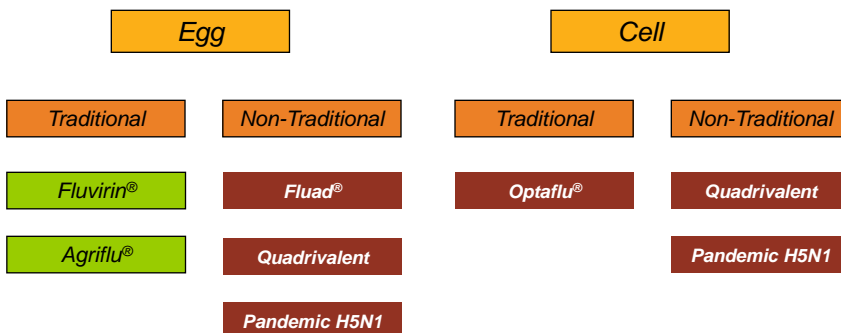 Egg
Cell
Traditional
Non-Traditional
Traditional
Non-Traditional
Fluvirin®
Fluad®
Optaflu®
Quadrivalent
Agriflu®
Quadrivalent
Pandemic H5N1
Pandemic H5N1